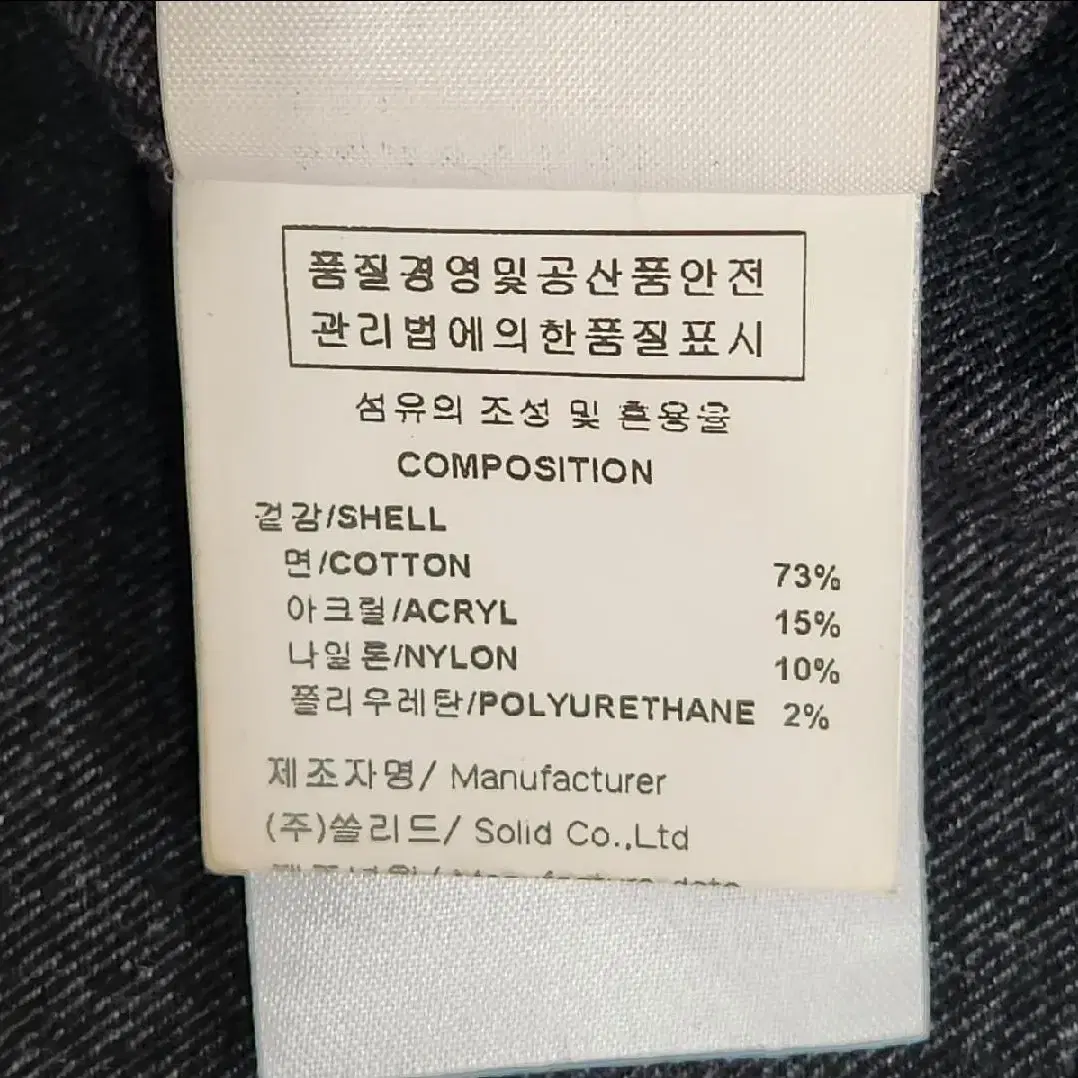 품질경영및공산품안전
관리법에의한품질표시
섬유의 조성 및 혼용율
COMPOSITION
겉감/SHELL
면/COTTON 73%
아크릴/ACRYL 15%
나일론/NYLON 10%
폴리우레탄/POLYURETHANE 2%
제조자명/ Manufacturer
(주)쏠리드/ Solid Co.,Ltd